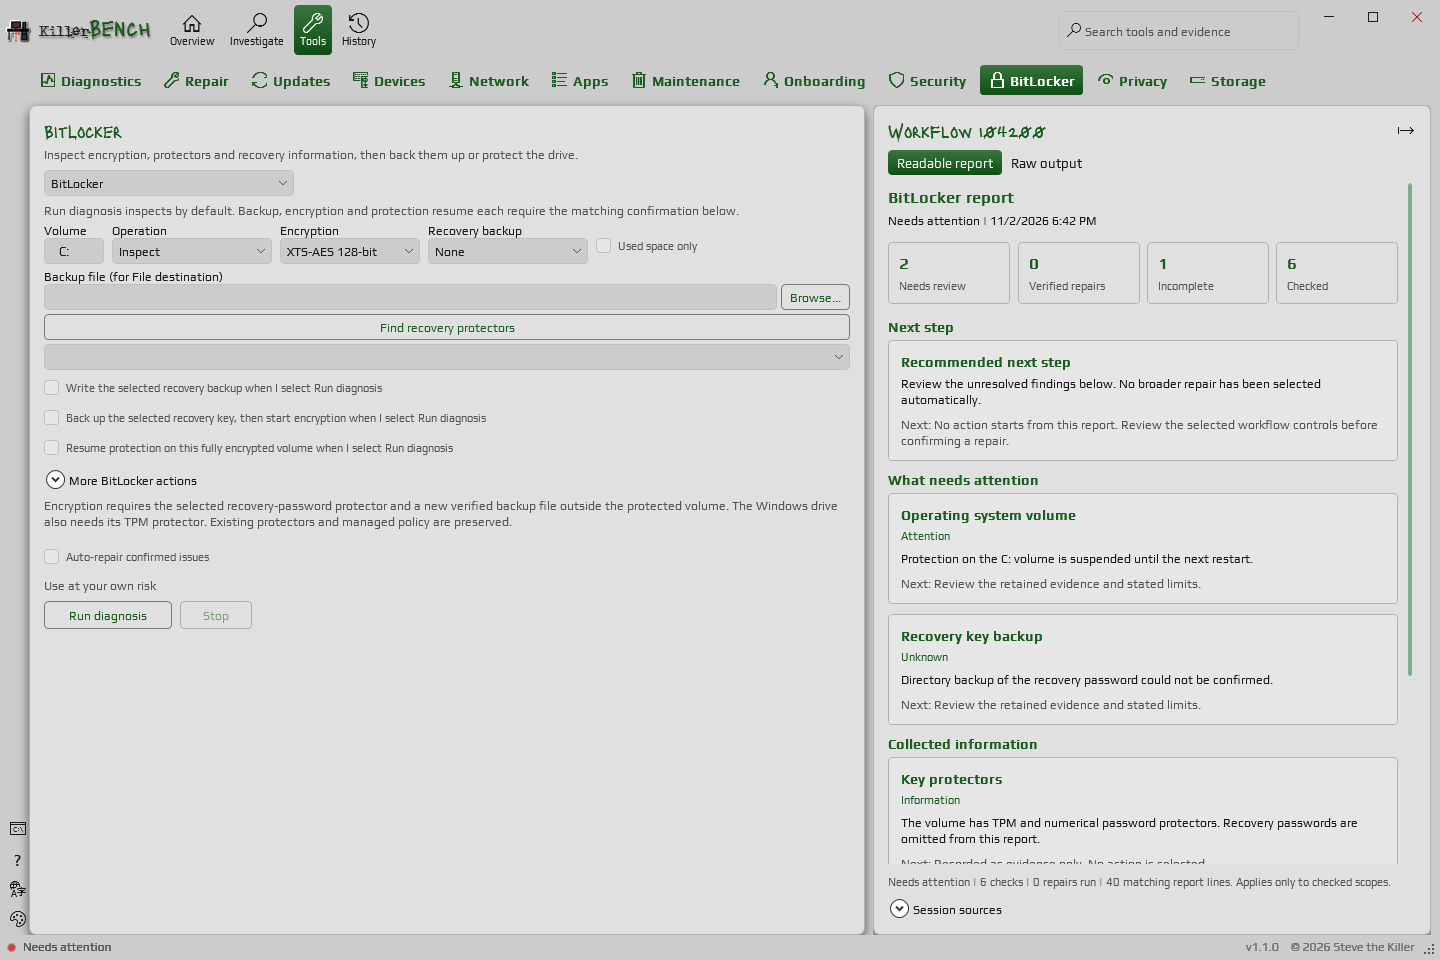 KillerBENCH
Overview
Investigate
Tools
History
Search tools and evidence
Diagnostics
Repair
Updates
Devices
Network
Apps
Maintenance
Onboarding
Security
BitLocker
Privacy
Storage
BITLOCKER
Inspect encryption, protectors and recovery information, then back them up or protect the drive.
BitLocker
Run diagnosis inspects by default. Backup, encryption and protection resume each require the matching confirmation below.
Volume Operation Encryption Recovery backup
C: Inspect XTS-AES 128-bit None Used space only
Backup file (for File destination)
Browse...
Find recovery protectors
Write the selected recovery backup when I select Run diagnosis
Back up the selected recovery key, then start encryption when I select Run diagnosis
Resume protection on this fully encrypted volume when I select Run diagnosis
More BitLocker actions
Encryption requires the selected recovery-password protector and a new verified backup file outside the protected volume. The Windows drive
also needs its TPM protector. Existing protectors and managed policy are preserved.
Auto-repair confirmed issues
Use at your own risk
Run diagnosis Stop
WORKFLOW 104200
Readable report Raw output
BitLocker report
Needs attention | 11/2/2026 6:42 PM
2 0 1 6
Needs review Verified repairs Incomplete Checked
Next step
Recommended next step
Review the unresolved findings below. No broader repair has been selected
automatically.
Next: No action starts from this report. Review the selected workflow controls before
confirming a repair.
What needs attention
Operating system volume
Attention
Protection on the C: volume is suspended until the next restart.
Next: Review the retained evidence and stated limits.
Recovery key backup
Unknown
Directory backup of the recovery password could not be confirmed.
Next: Review the retained evidence and stated limits.
Collected information
Key protectors
Information
The volume has TPM and numerical password protectors. Recovery passwords are
omitted from this report.
Next: Recorded as evidence only. No action is selected.
Needs attention | 6 checks | 0 repairs run | 40 matching report lines. Applies only to checked scopes.
Session sources
Needs attention
v1.1.0 © 2026 Steve the Killer